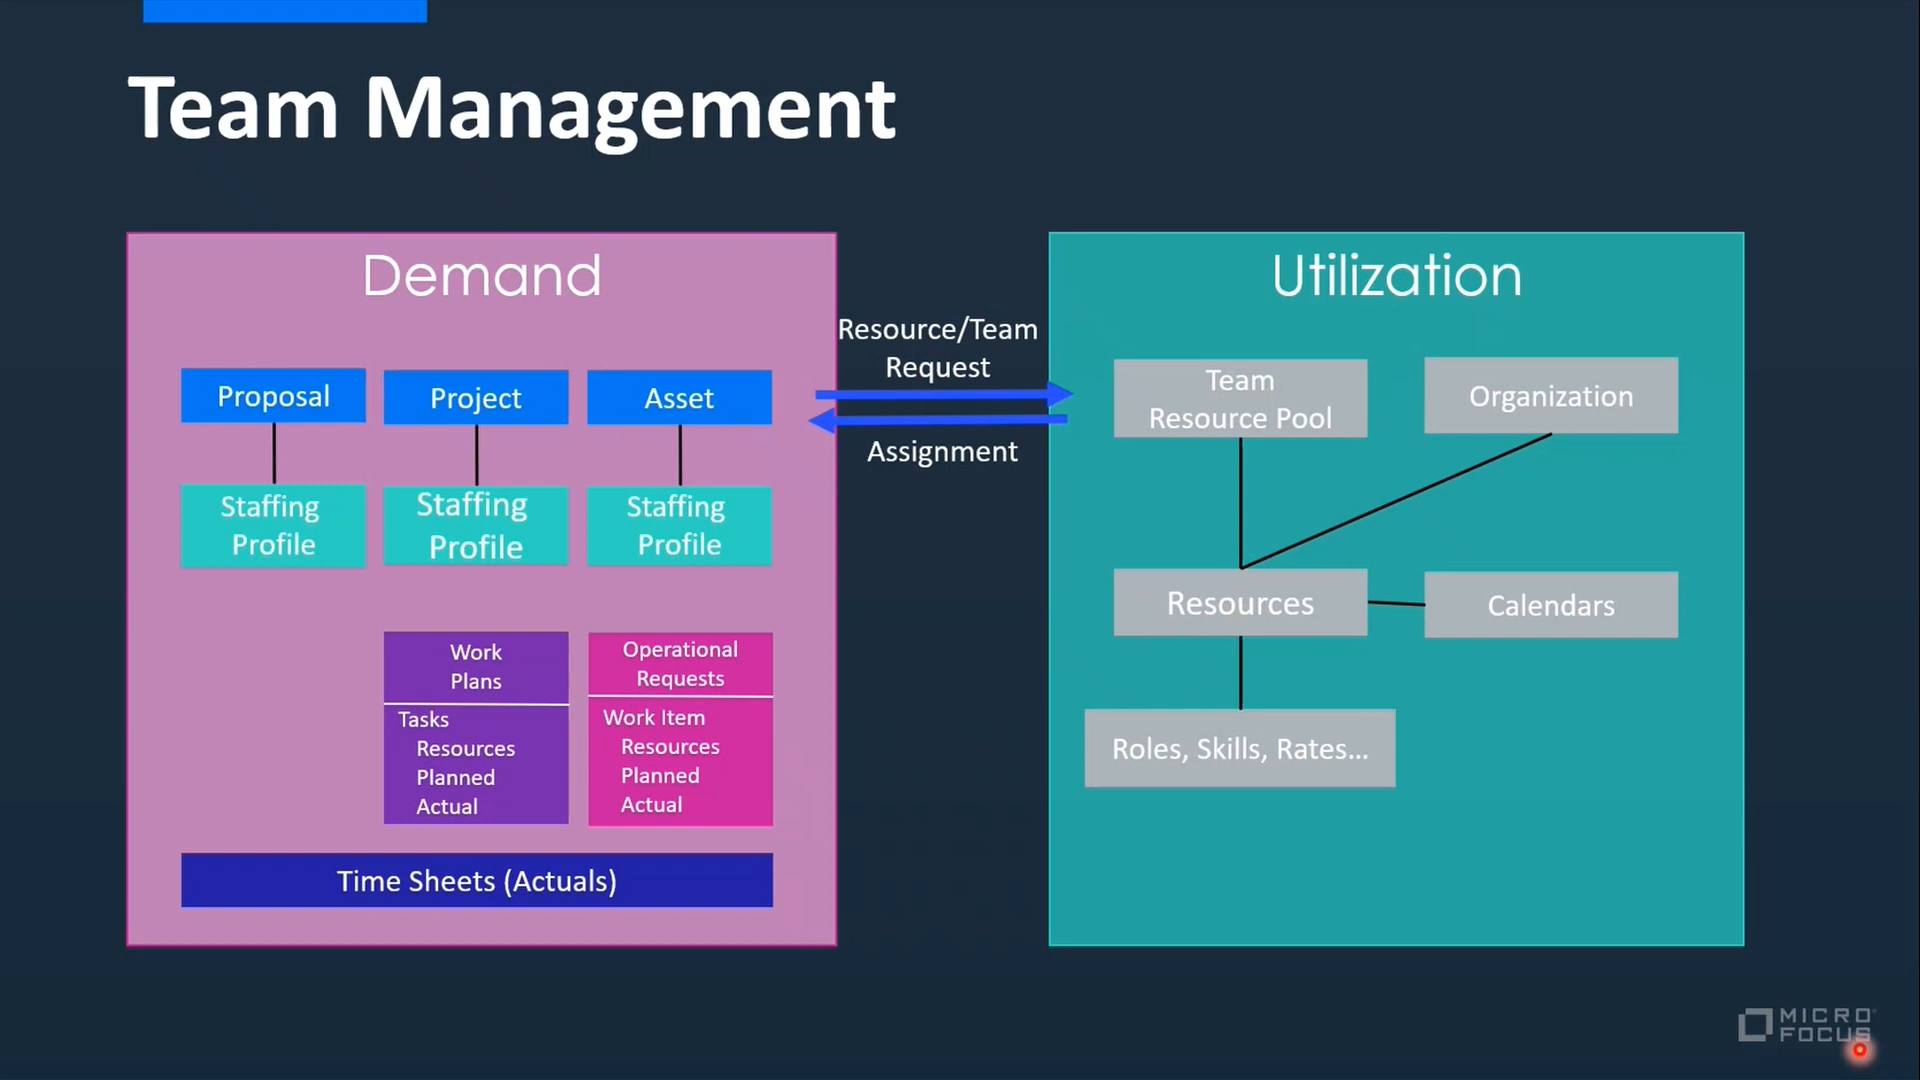 Team Management
Demand
Proposal
Project
Asset
Staffing
Profile
Staffing
Profile
Staffing
Profile
Work
Plans
Tasks
Resources
Planned
Actual
Operational
Requests
Work Item
Resources
Planned
Actual
Time Sheets (Actuals)
Resource/Team
Request
Assignment
Utilization
Team
Resource Pool
Organization
Resources
Calendars
Roles, Skills, Rates...
MICRO
FOCUS